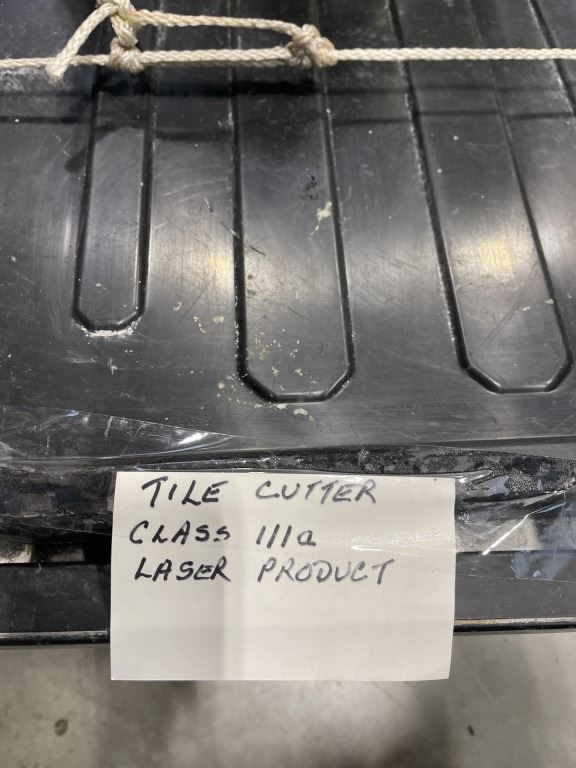 TILE CUTTER
CLASS IIIa
LASER PRODUCT